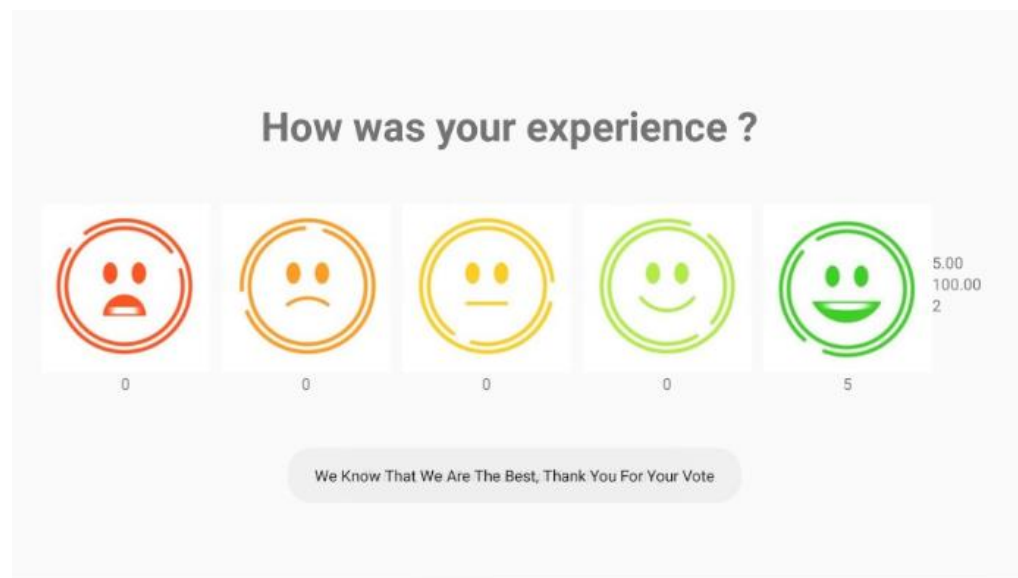 How was your experience ?
5.00
100.00
2
0 0 0 0 5
We Know That We Are The Best, Thank You For Your Vote